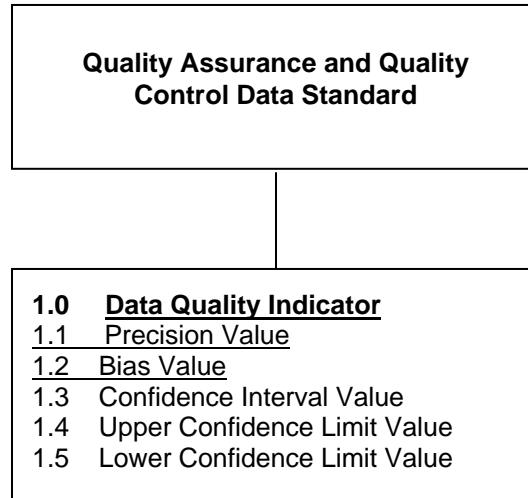 Quality Assurance and Quality
Control Data Standard
1.0 Data Quality Indicator
1.1 Precision Value
1.2 Bias Value
1.3 Confidence Interval Value
1.4 Upper Confidence Limit Value
1.5 Lower Confidence Limit Value